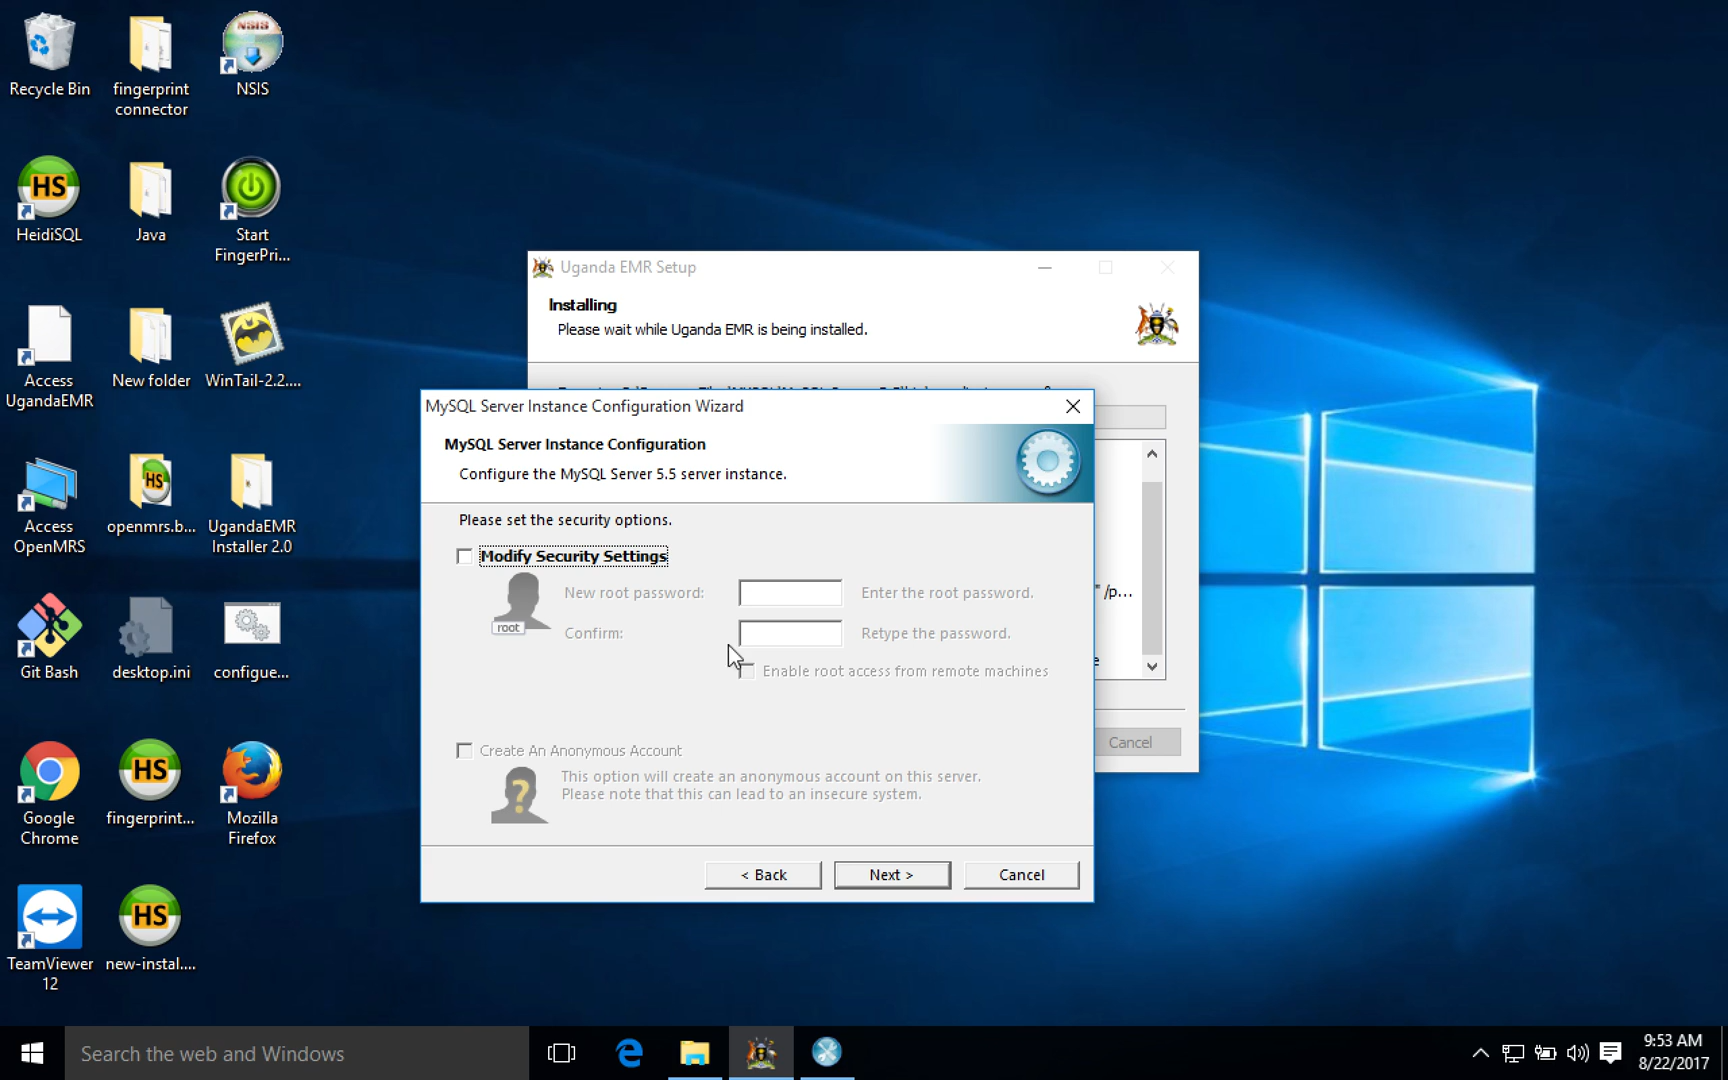 Recycle Bin
fingerprint
connector
NSIS
NSIS
HS
HeidiSQL
Java
Start
FingerPri...
Access
UgandaEMR
New folder
WinTail-2.2....
Access
OpenMRS
HS
openmrs.b...
UgandaEMR
Installer 2.0
Git Bash
desktop.ini
configue...
Google
Chrome
HS
fingerprint...
Mozilla
Firefox
TeamViewer
12
HS
new-instal....
Uganda EMR Setup
Installing
Please wait while Uganda EMR is being installed.
" /p...
e
Cancel
MySQL Server Instance Configuration Wizard
MySQL Server Instance Configuration
Configure the MySQL Server 5.5 server instance.
Please set the security options.
Modify Security Settings
root
New root password:
Enter the root password.
Confirm:
Retype the password.
Enable root access from remote machines
Create An Anonymous Account
?
This option will create an anonymous account on this server.
Please note that this can lead to an insecure system.
< Back
Next >
Cancel
Search the web and Windows
9:53 AM
8/22/2017